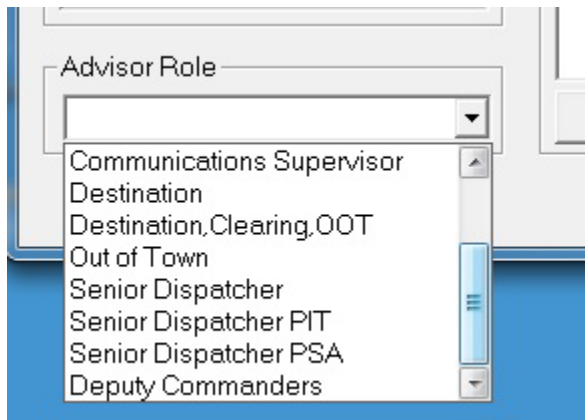 Advisor Role
Communications Supervisor
Destination
Destination,Clearing,OOT
Out of Town
Senior Dispatcher
Senior Dispatcher PIT
Senior Dispatcher PSA
Deputy Commanders